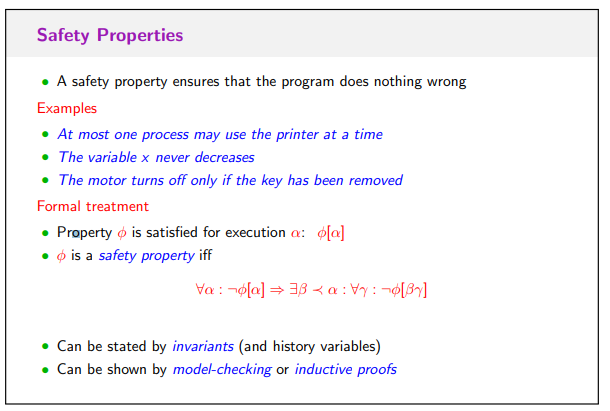 Safety Properties
• A safety property ensures that the program does nothing wrong
Examples
• At most one process may use the printer at a time
• The variable x never decreases
• The motor turns off only if the key has been removed
Formal treatment
• Property ϕ is satisfied for execution α: ϕ[α]
• ϕ is a safety property iff
∀α : ¬ϕ[α] ⇒ ∃β ≺ α : ∀γ : ¬ϕ[βγ]
• Can be stated by invariants (and history variables)
• Can be shown by model-checking or inductive proofs